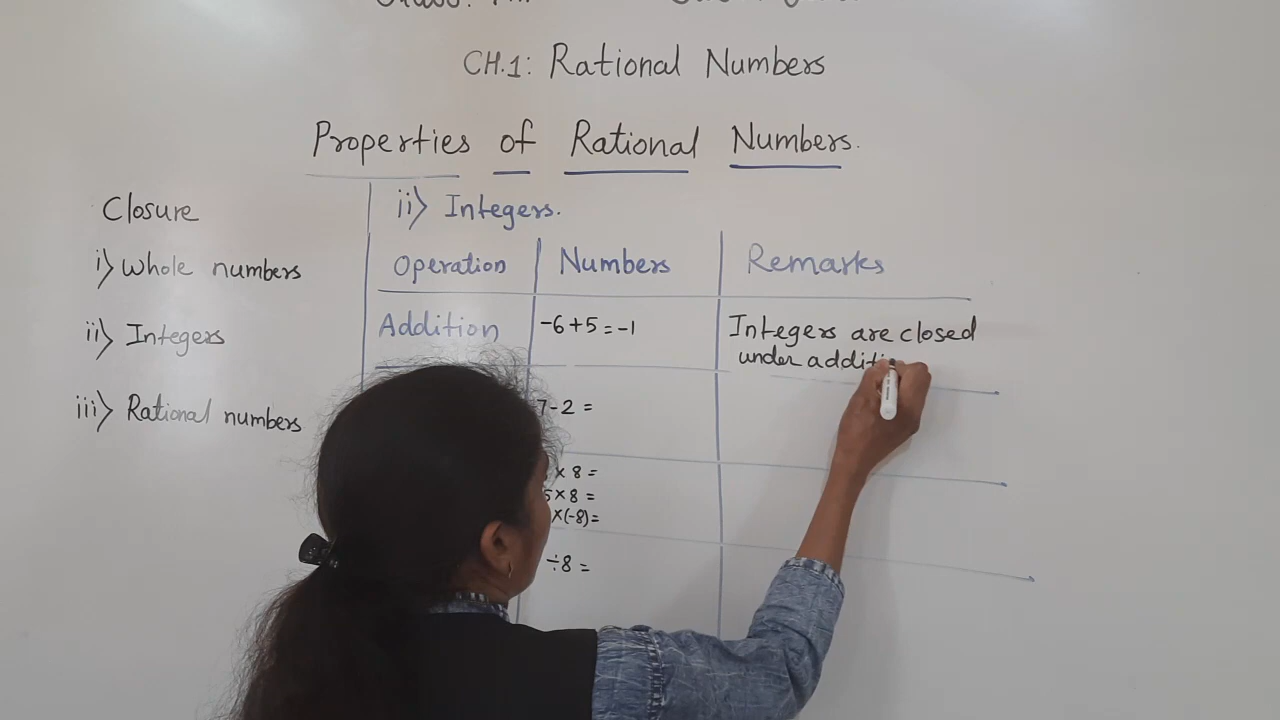 CH.1: Rational Numbers
Properties of Rational Numbers.
Closure
i) Whole numbers
ii) Integers
iii) Rational numbers
ii) Integers.
Operation Numbers Remarks
Addition -6+5=-1 Integers are closed
under additi
7-2=
×8=
5×8=
×(-8)=
÷8=